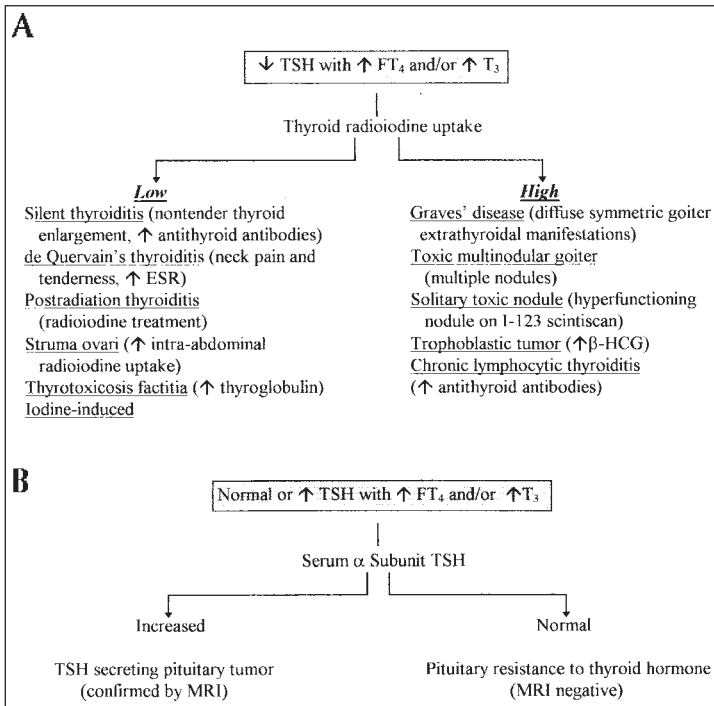 A
↓ TSH with ↑ FT4 and/or ↑ T3
Thyroid radioiodine uptake
Low
Silent thyroiditis (nontender thyroid
enlargement, ↑ antithyroid antibodies)
de Quervain's thyroiditis (neck pain and
tenderness, ↑ ESR)
Postradiation thyroiditis
(radioiodine treatment)
Struma ovari (↑ intra-abdominal
radioiodine uptake)
Thyrotoxicosis factitia (↑ thyroglobulin)
Iodine-induced
High
Graves' disease (diffuse symmetric goiter
extrathyroidal manifestations)
Toxic multinodular goiter
(multiple nodules)
Solitary toxic nodule (hyperfunctioning
nodule on I-123 scintiscan)
Trophoblastic tumor (↑β-HCG)
Chronic lymphocytic thyroiditis
(↑ antithyroid antibodies)
B
Normal or ↑ TSH with ↑ FT4 and/or ↑T3
Serum α Subunit TSH
Increased
TSH secreting pituitary tumor
(confirmed by MRI)
Normal
Pituitary resistance to thyroid hormone
(MRI negative)